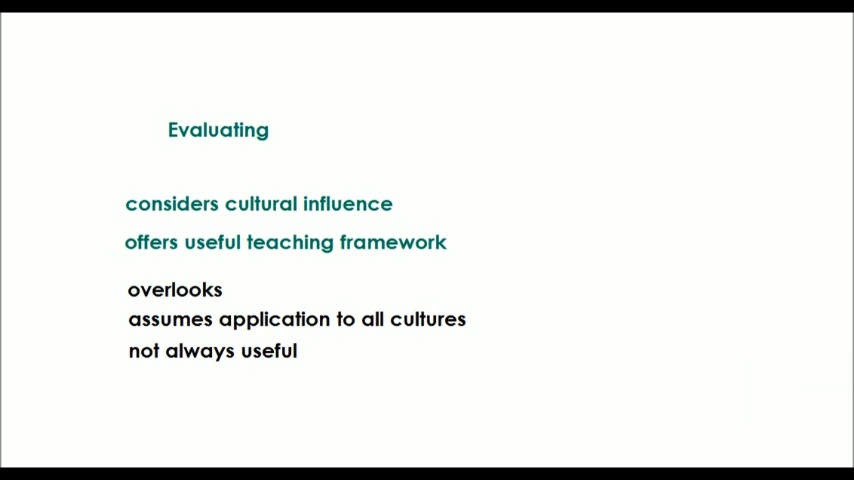 Evaluating
considers cultural influence
offers useful teaching framework
overlooks
assumes application to all cultures
not always useful